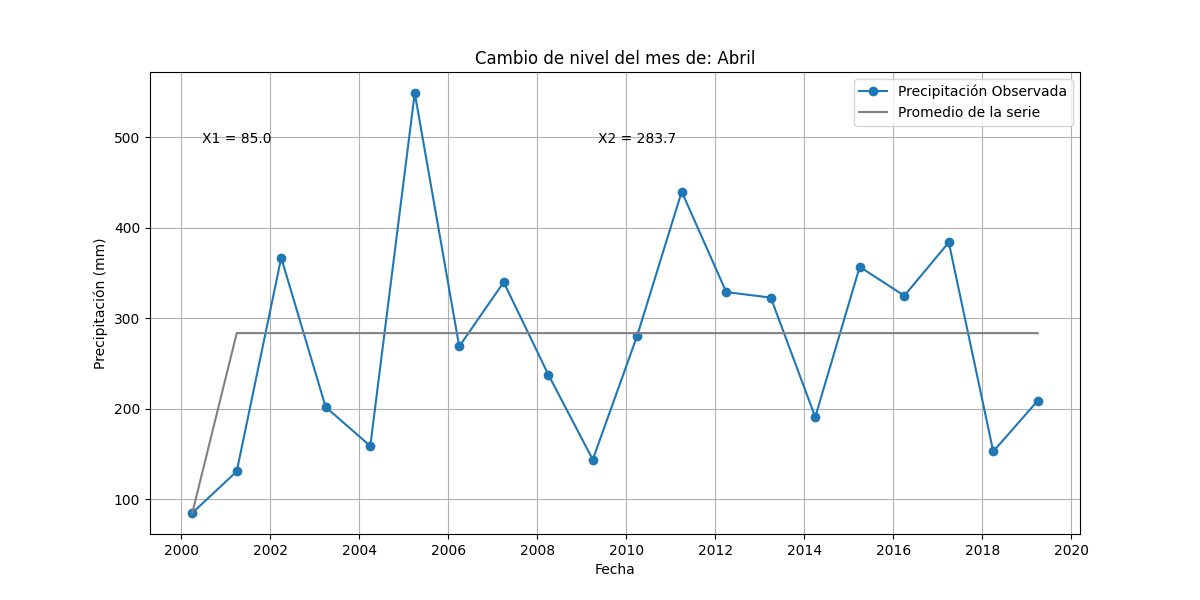 Cambio de nivel del mes de: Abril
Precipitación Observada
Promedio de la serie
X1 = 85.0
X2 = 283.7
Precipitación (mm)
500
400
300
200
100
2000 2002 2004 2006 2008 2010 2012 2014 2016 2018 2020
Fecha